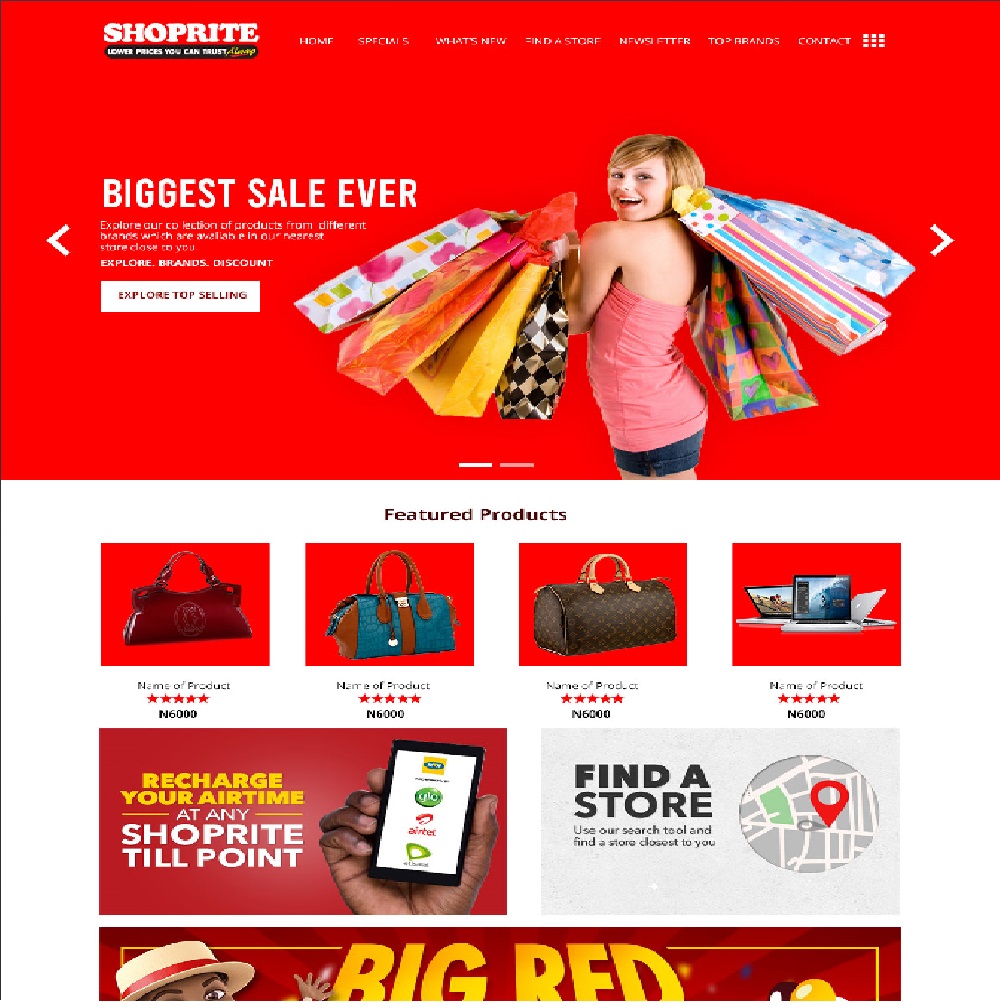 SHOPRITE
LOWER PRICES YOU CAN TRUST Always
HOME SPECIALS WHAT'S NEW FIND A STORE NEWSLETTER TOP BRANDS CONTACT
BIGGEST SALE EVER
Explore our collection of products from different
brands which are available in our nearest
store close to you.
EXPLORE. BRANDS. DISCOUNT
EXPLORE TOP SELLING
Featured Products
Name of Product
N6000
Name of Product
N6000
Name of Product
N6000
Name of Product
N6000
RECHARGE
YOUR AIRTIME
AT ANY
SHOPRITE
TILL POINT
MTN
glo
airtel
etisalat
FIND A
STORE
Use our search tool and
find a store closest to you
BIG RED